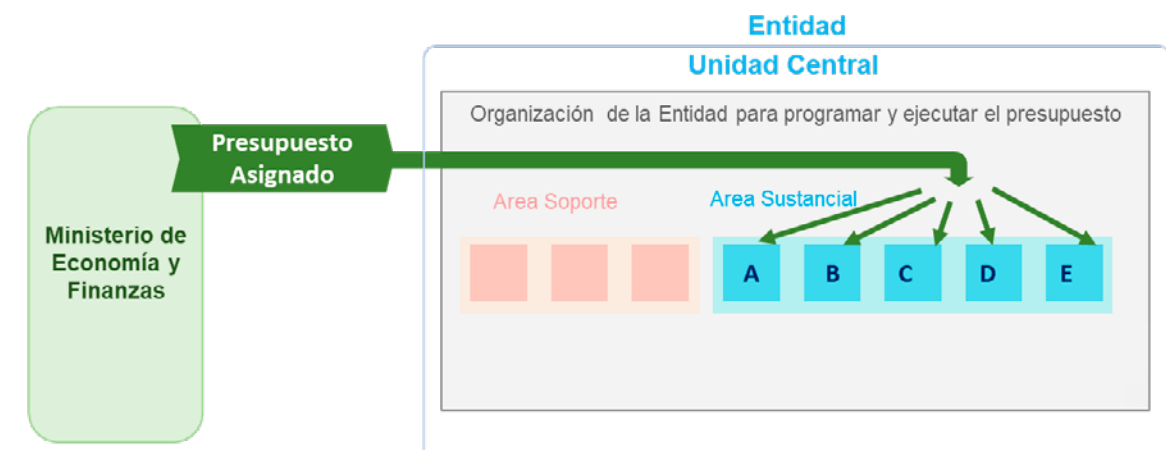 Entidad
Unidad Central
Organización de la Entidad para programar y ejecutar el presupuesto
Presupuesto
Asignado
Ministerio de
Economía y
Finanzas
Area Soporte
Area Sustancial
A B C D E